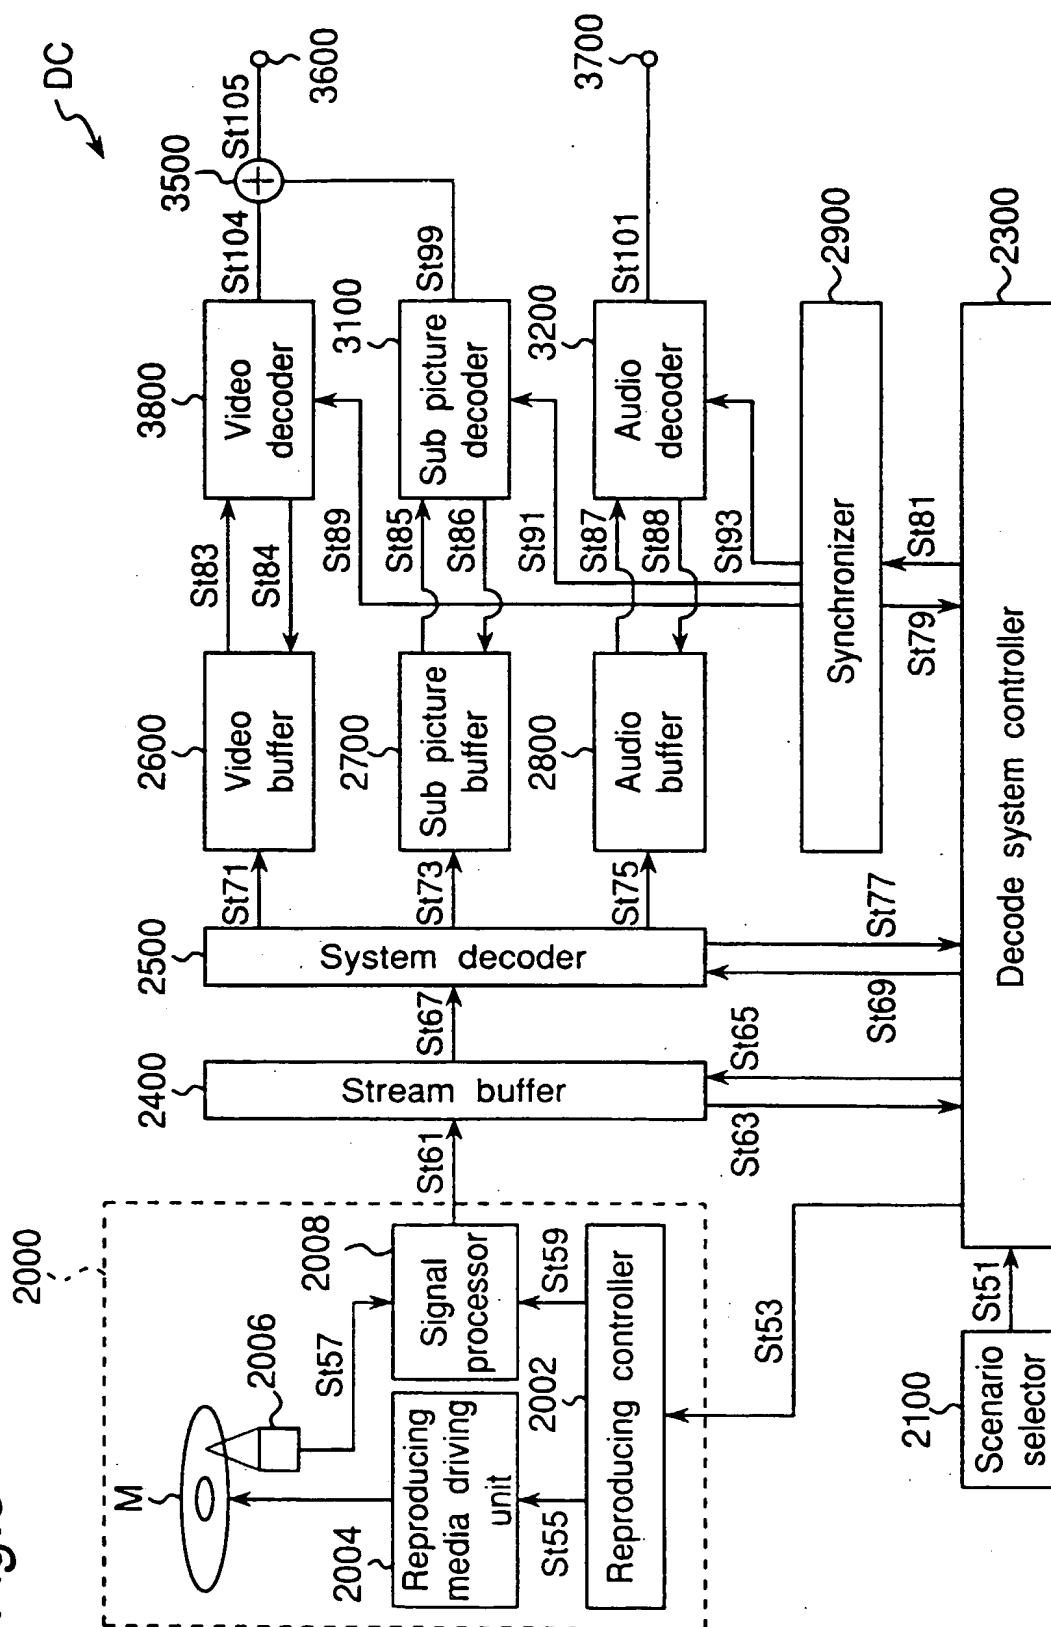 DC
2000
M
2006
St57
2004
Reproducing
media driving
unit
2008
Signal
processor
St55
2002
St59
Reproducing controller
St53
2100
Scenario
selector
St51
St61
2400
Stream buffer
St63
St65
St67
2500
System decoder
St69
St77
St71
St73
St75
2600
Video
buffer
2700
Sub picture
buffer
2800
Audio
buffer
St83
St84
St89
St85
St86
St91
St87
St88
St93
3800
Video
decoder
3100
Sub picture
decoder
3200
Audio
decoder
St104
3500
St105
3600
St99
St101
3700
2900
Synchronizer
St79
St81
2300
Decode system controller